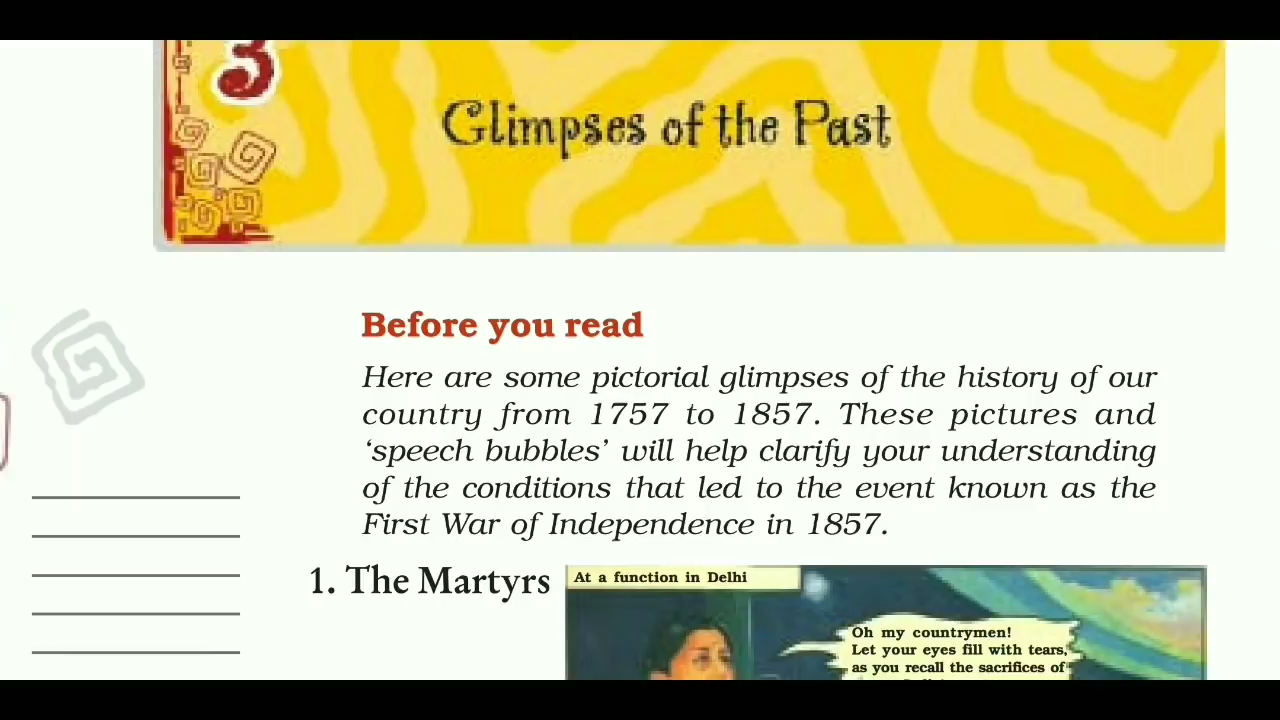 3
Glimpses of the Past
Before you read
Here are some pictorial glimpses of the history of our
country from 1757 to 1857. These pictures and
‘speech bubbles’ will help clarify your understanding
of the conditions that led to the event known as the
First War of Independence in 1857.
1. The Martyrs
At a function in Delhi
Oh my countrymen!
Let your eyes fill with tears,
as you recall the sacrifices of